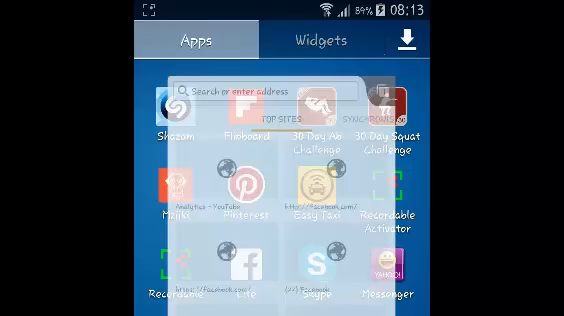 89% 08:13
Apps Widgets
Search or enter address
TOP SITES
Shazam Flipboard 30 Day Ab Challenge 30 Day Squat Challenge
Analytics - YouTube http://Facebook.com/
Mziiki Pinterest Easy Taxi Recordable Activator
YAHOO!
https://Facebook.com/ Facebook
Recordable Lite Skype Messenger